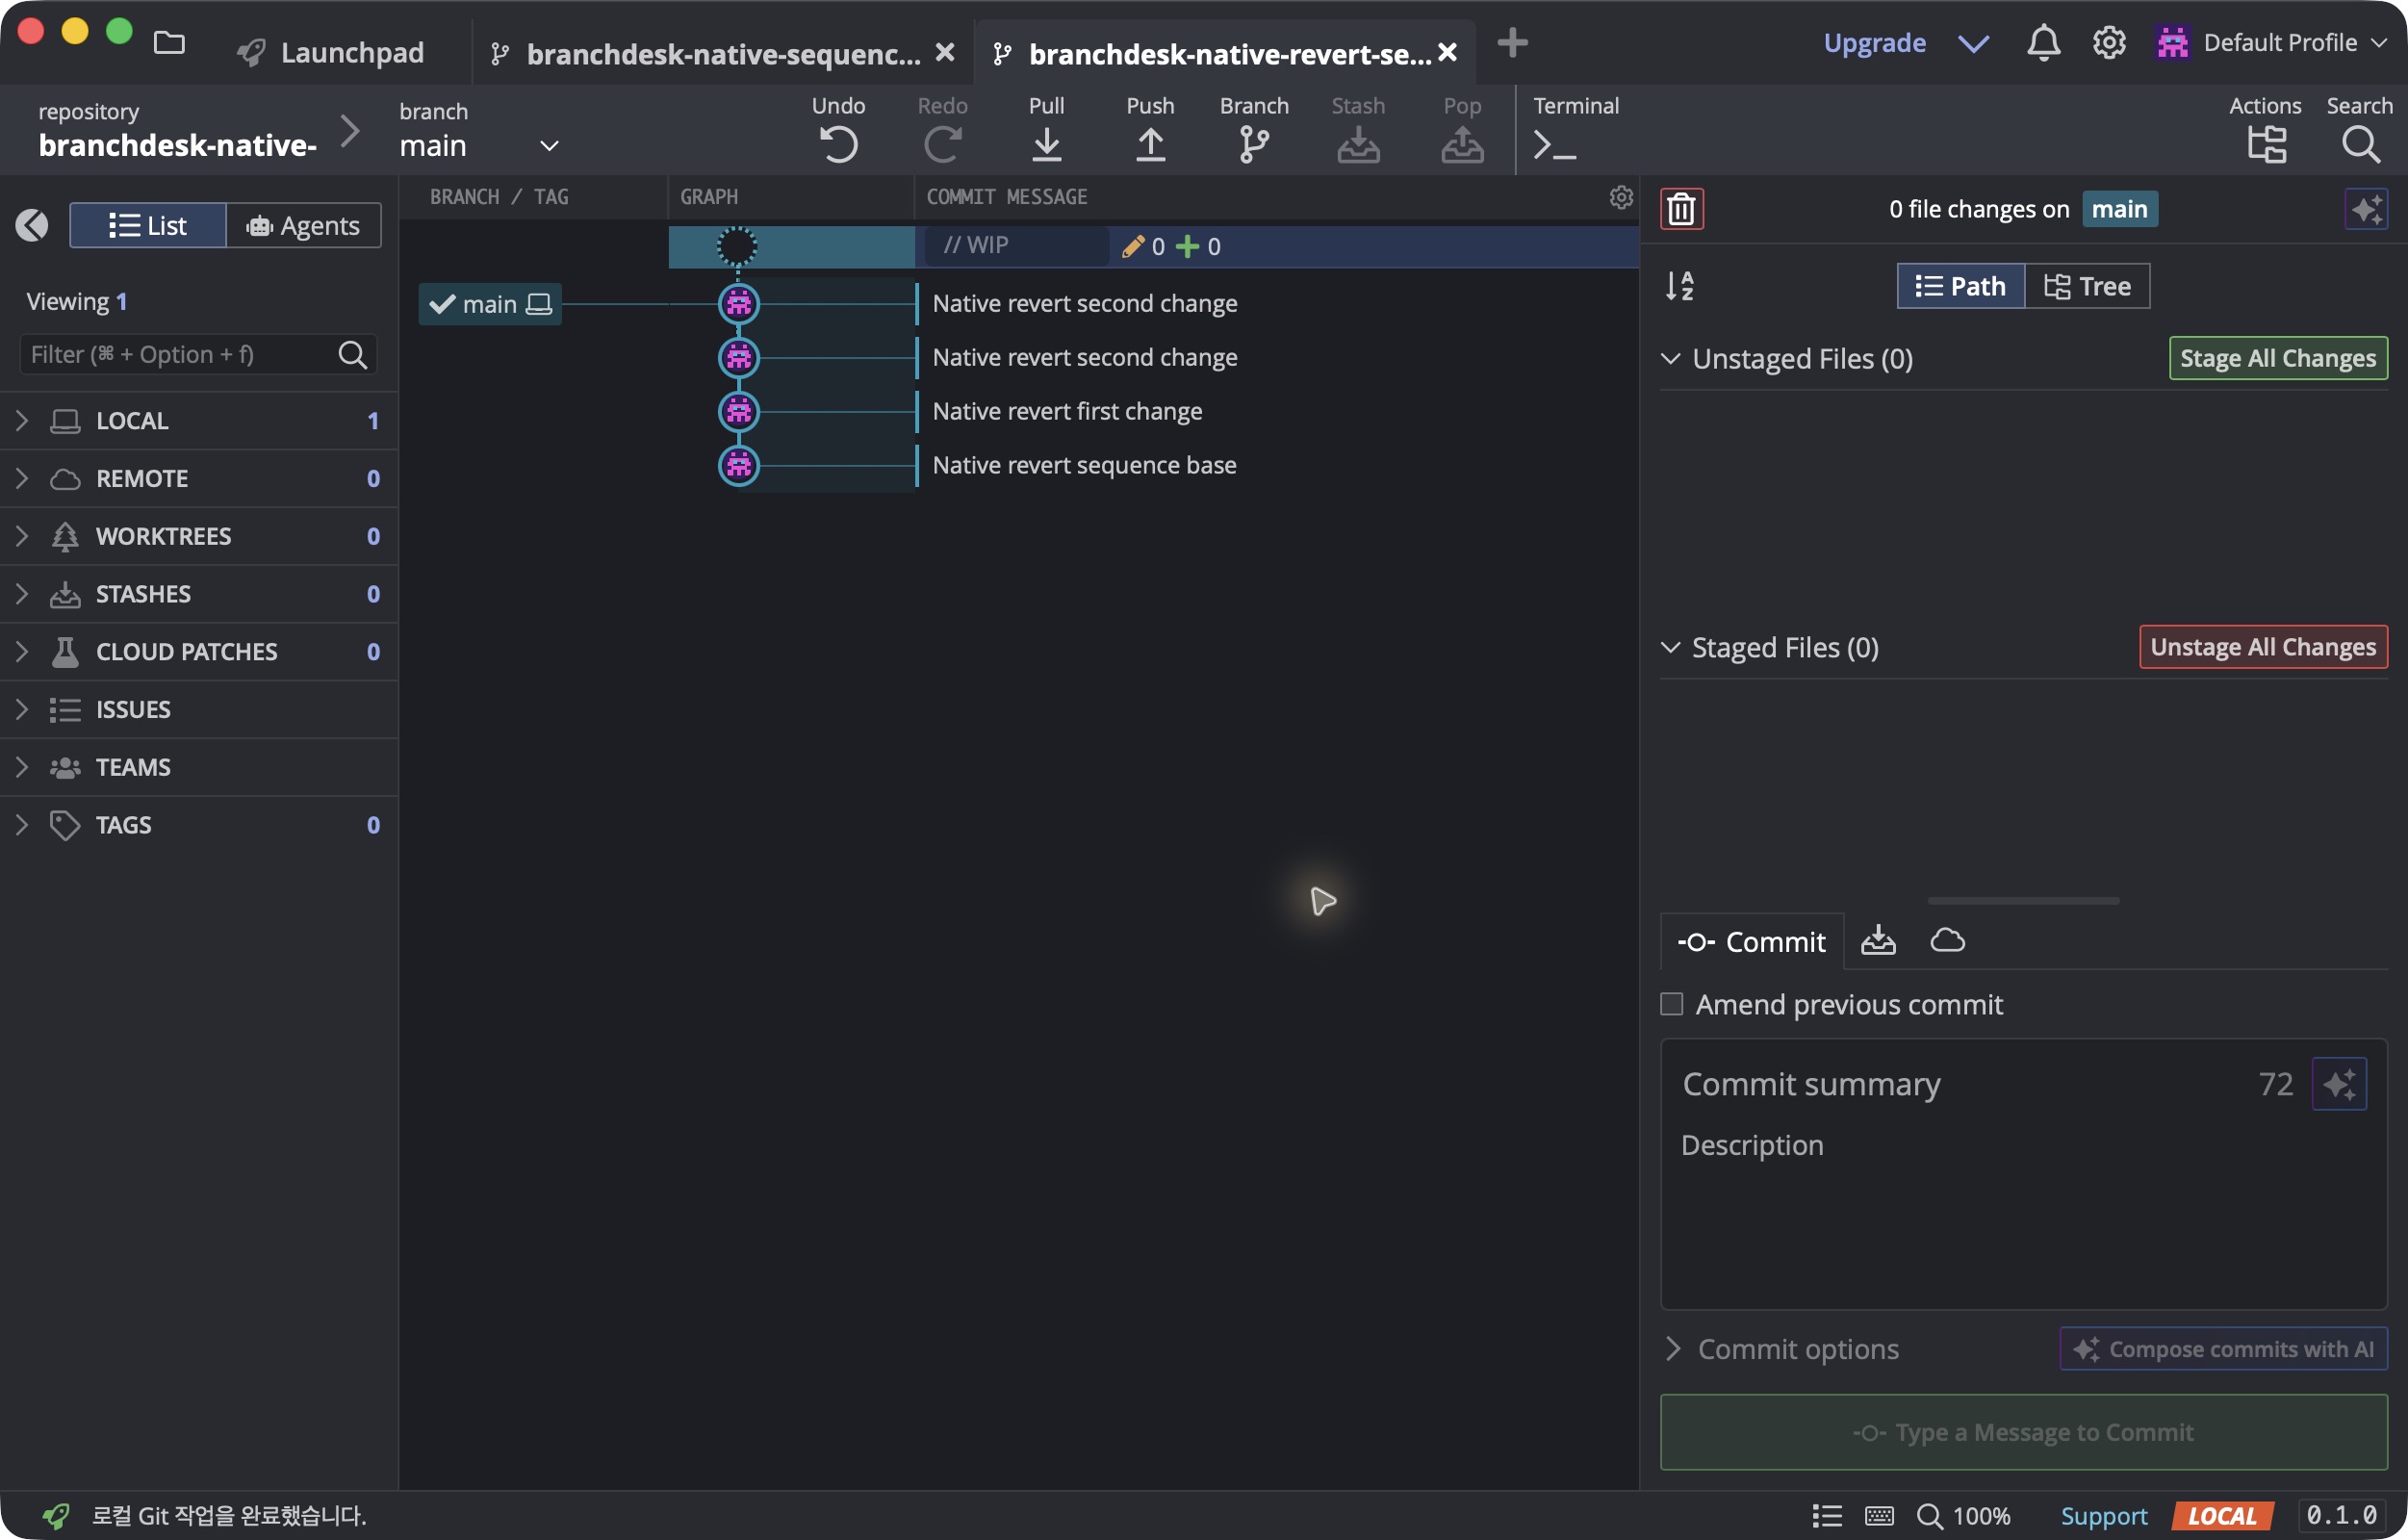 Launchpad
branchdesk-native-sequenc...
branchdesk-native-revert-se...
Upgrade
Default Profile
repository
branchdesk-native-
branch
main
Undo
Redo
Pull
Push
Branch
Stash
Pop
Terminal
Actions
Search
List
Agents
Viewing 1
Filter (⌘ + Option + f)
LOCAL 1
REMOTE 0
WORKTREES 0
STASHES 0
CLOUD PATCHES 0
ISSUES
TEAMS
TAGS 0
BRANCH / TAG
GRAPH
COMMIT MESSAGE
// WIP 0 0
main
Native revert second change
Native revert second change
Native revert first change
Native revert sequence base
0 file changes on main
Path
Tree
Unstaged Files (0)
Stage All Changes
Staged Files (0)
Unstage All Changes
Commit
Amend previous commit
Commit summary
72
Description
Commit options
Compose commits with AI
Type a Message to Commit
로컬 Git 작업을 완료했습니다.
100%
Support
LOCAL
0.1.0